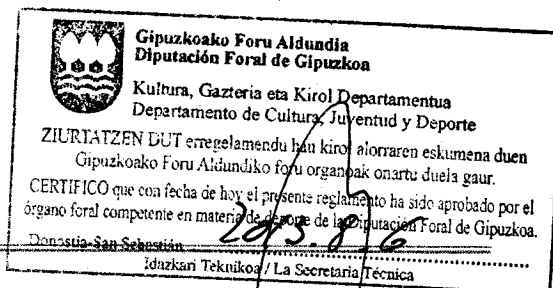 Gipuzkoako Foru Aldundia
Diputación Foral de Gipuzkoa
Kultura, Gazteria eta Kirol Departamentua
Departamento de Cultura, Juventud y Deporte
ZIURTATZEN DUT erregelamendu hau kirol alorraren eskumena duen
Gipuzkoako Foru Aldundiko foru organoak onartu duela gaur.
CERTIFICO que con fecha de hoy el presente reglamento ha sido aprobado por el
órgano foral competente en materia de deporte de la Diputación Foral de Gipuzkoa.
Donostia-San Sebastián 2013.8.6
Idazkari Teknikoa / La Secretaria Técnica